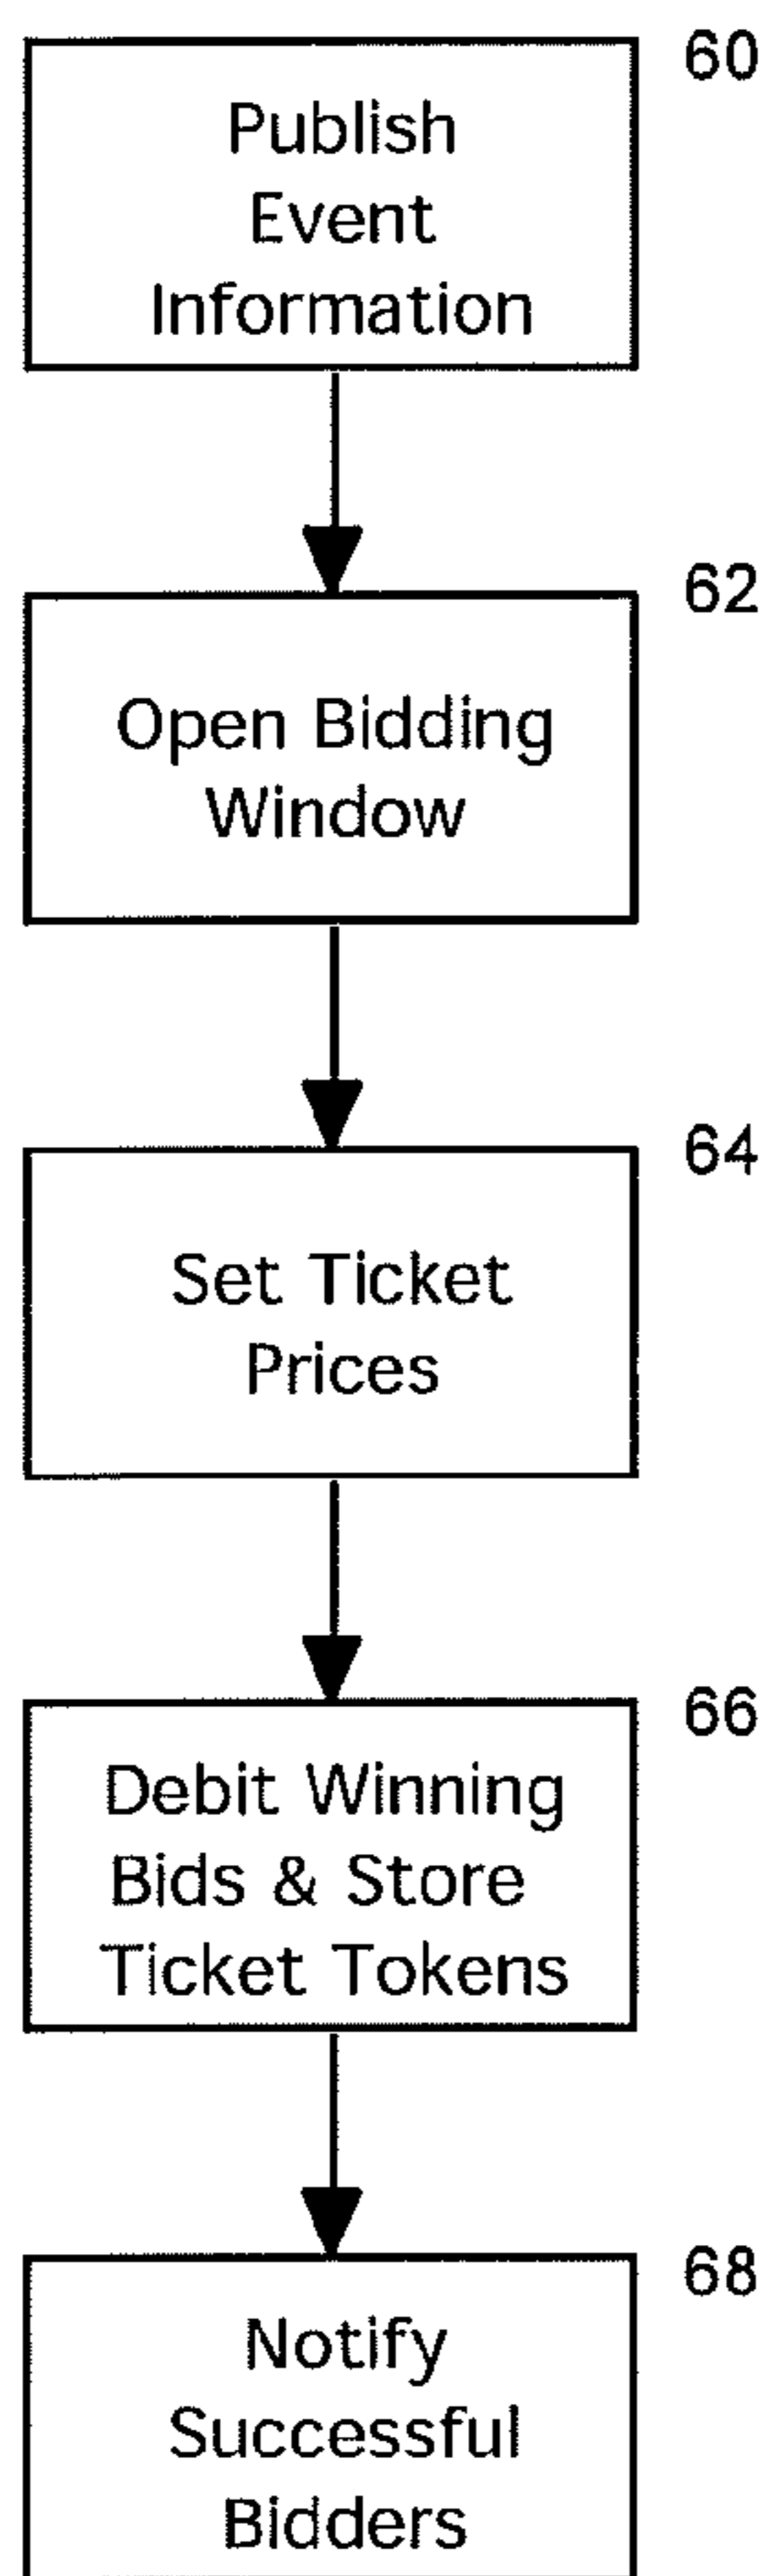 60
Publish
Event
Information
62
Open Bidding
Window
64
Set Ticket
Prices
66
Debit Winning
Bids & Store
Ticket Tokens
68
Notify
Successful
Bidders